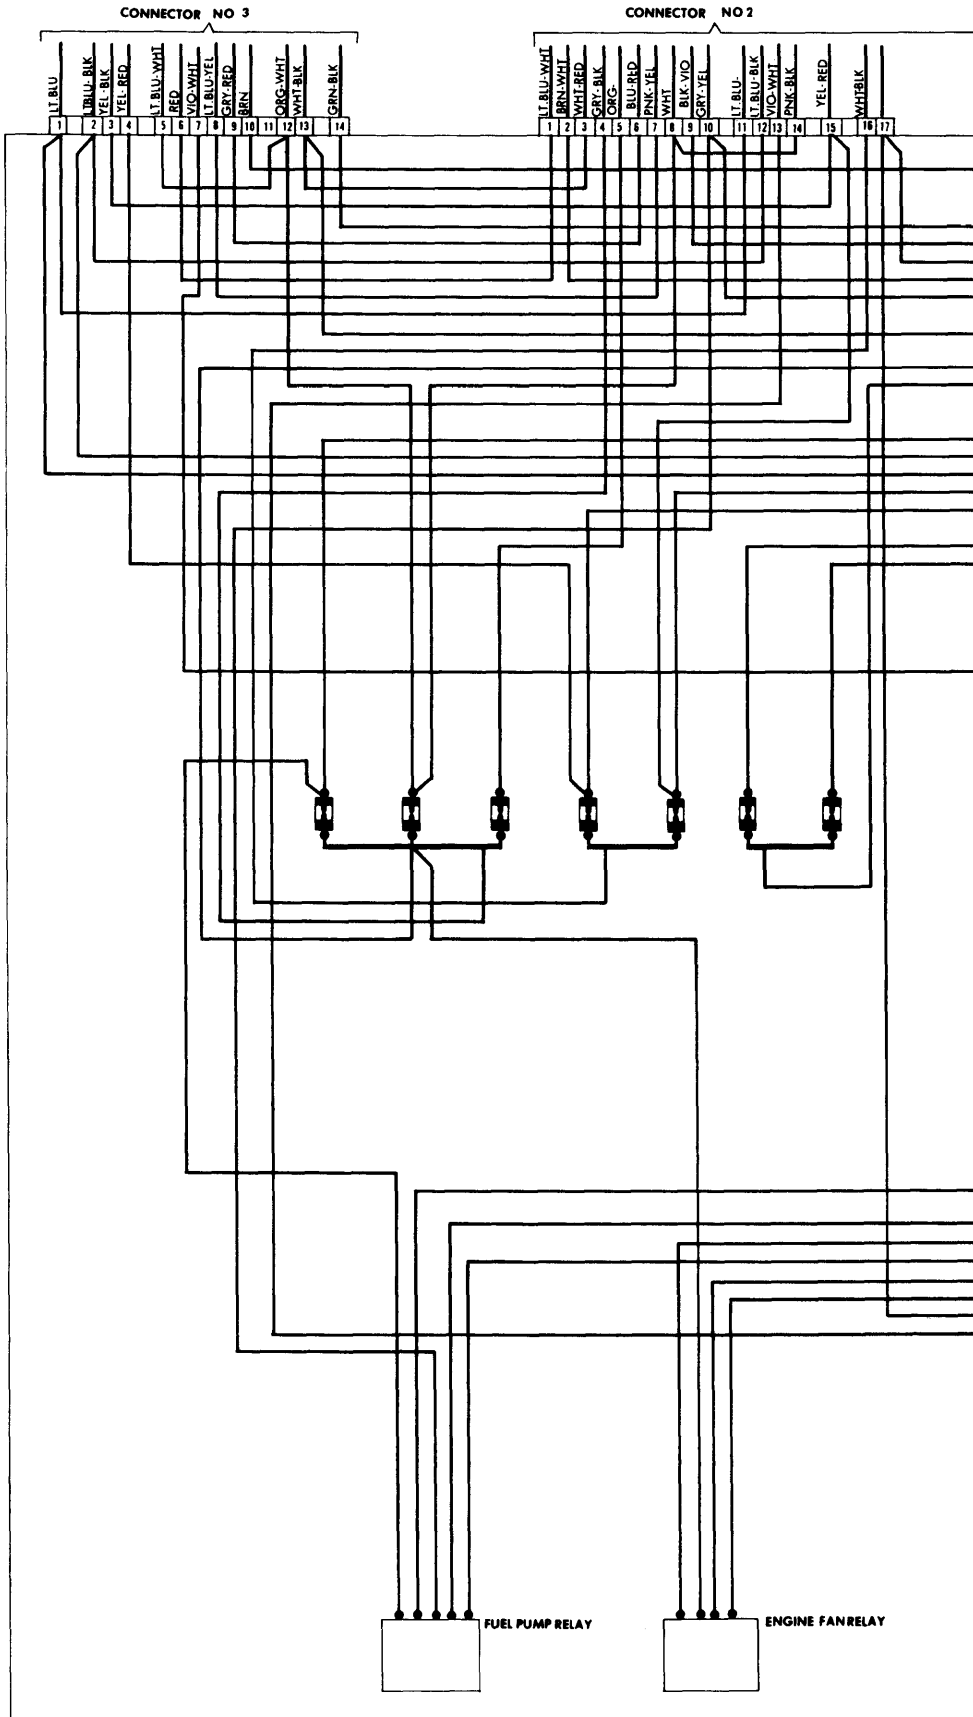 CONNECTOR NO 3
CONNECTOR NO 2
LT.BLU
LT.BLU-BLK
YEL-BLK
YEL-RED
LT.BLU-WHT
RED
VIO-WHT
LT.BLU-YEL
GRY-RED
BRN
ORG-WHT
WHT-BLK
GRN-BLK
LT.BLU-WHT
BRN-WHT
WHT-RED
GRY-BLK
ORG-
BLU-RED
PNK-YEL
WHT
BLK-VIO
GRY-YEL
LT.BLU-
LT.BLU-BLK
VIO-WHT
PNK-BLK
YEL-RED
WHT-BLK
1 2 3 4 5 6 7 8 9 10 11 12 13 14
1 2 3 4 5 6 7 8 9 10 11 12 13 14 15 16 17
FUEL PUMP RELAY
ENGINE FAN RELAY